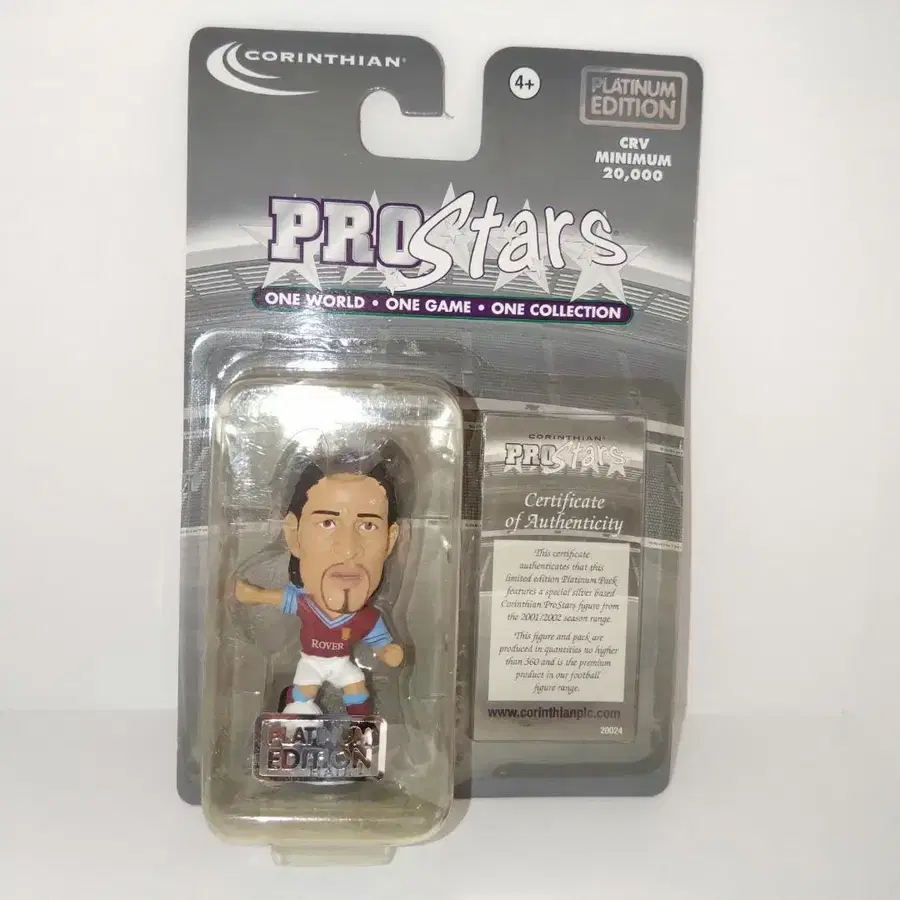 CORINTHIAN®
4+
PLATINUM
EDITION
CRV
MINIMUM
20,000
PROStars
ONE WORLD • ONE GAME • ONE COLLECTION
CORINTHIAN®
PROStars
Certificate
of Authenticity
This certificate
authenticates that this
limited edition Platinum Pack
features a special silver based
Corinthian ProStars figure from
the 2001/2002 season range.
This figure and pack are
produced in quantities no higher
than 360 and is the premium
product in our football
figure range.
www.corinthianplc.com
20024
ROVER
PLATINUM
EDITION